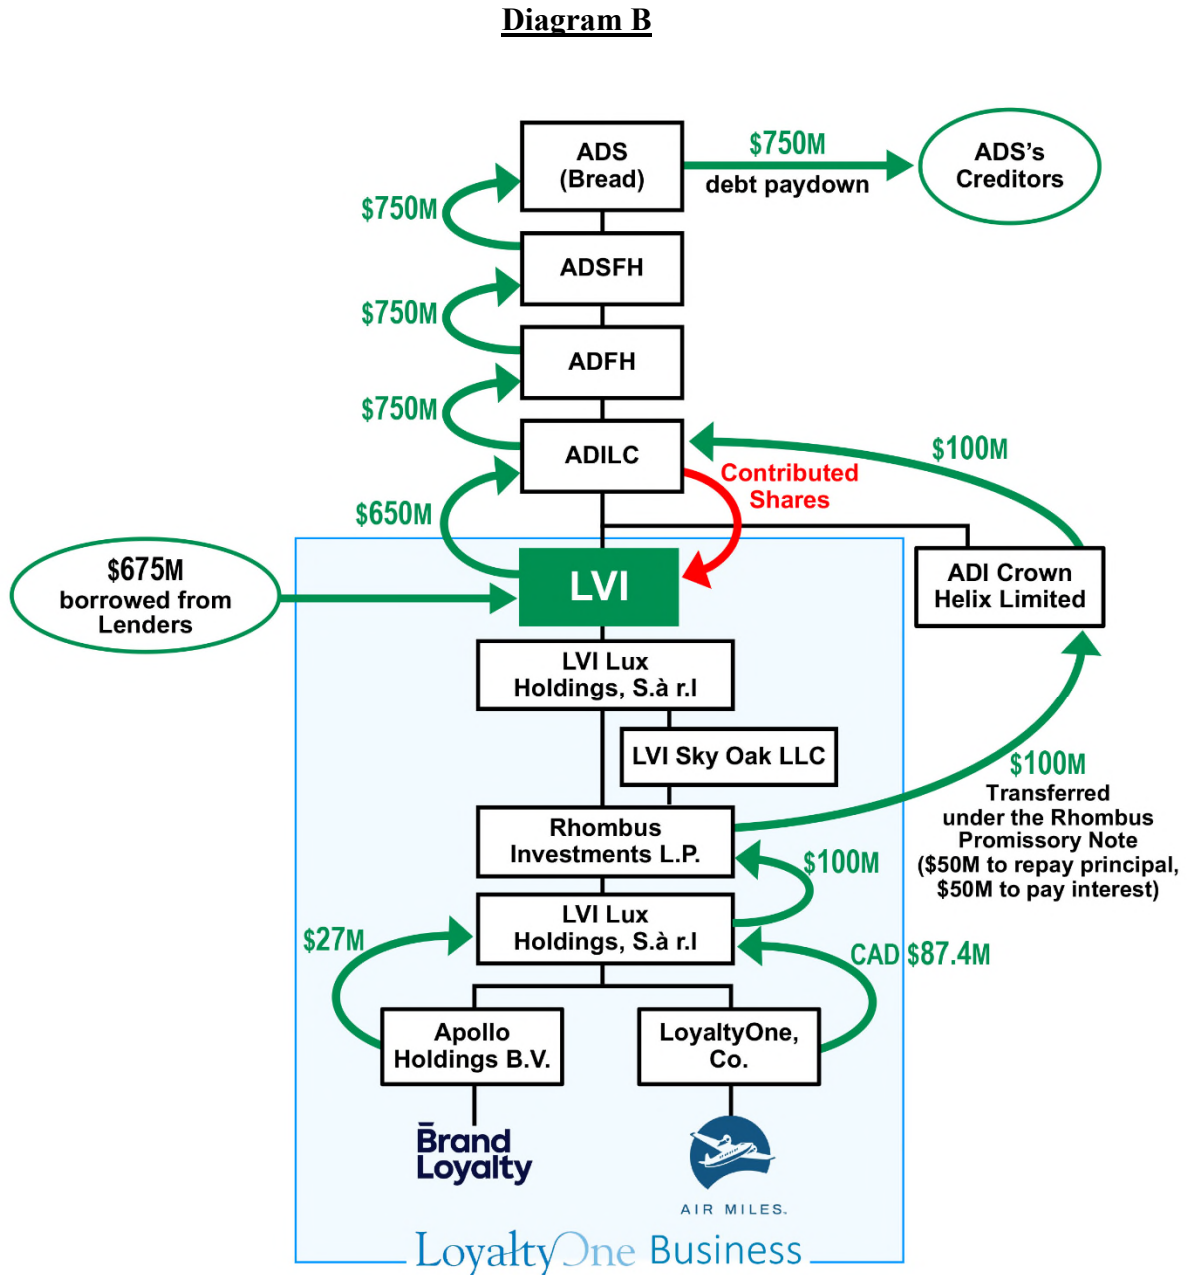 Diagram B
ADS
(Bread)
$750M
debt paydown
ADS's
Creditors
$750M
ADSFH
$750M
ADFH
$750M
ADILC
$100M
Contributed
Shares
$650M
$675M
borrowed from
Lenders
LVI
ADI Crown
Helix Limited
LVI Lux
Holdings, S.à r.l
LVI Sky Oak LLC
$100M
Transferred
under the Rhombus
Promissory Note
($50M to repay principal,
$50M to pay interest)
Rhombus
Investments L.P.
$100M
LVI Lux
Holdings, S.à r.l
$27M
CAD $87.4M
Apollo
Holdings B.V.
LoyaltyOne,
Co.
Brand
Loyalty
AIR MILES.
LoyaltyOne Business